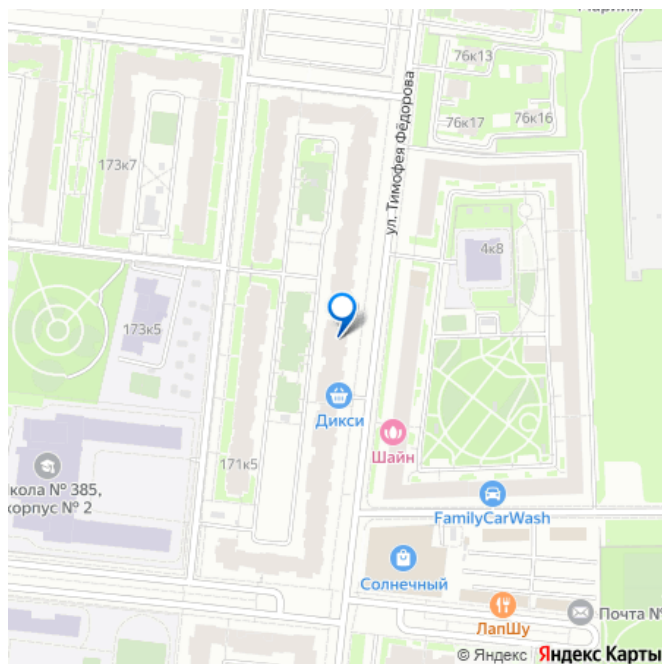 76к13
76к17
76к16
ул. Тимофея Фёдорова
173к7
4к8
173к5
Дикси
Шайн
171к5
кола № 385,
корпус № 2
FamilyCarWash
Солнечный
ЛапШу
Почта №
© Яндекс Яндекс Карты